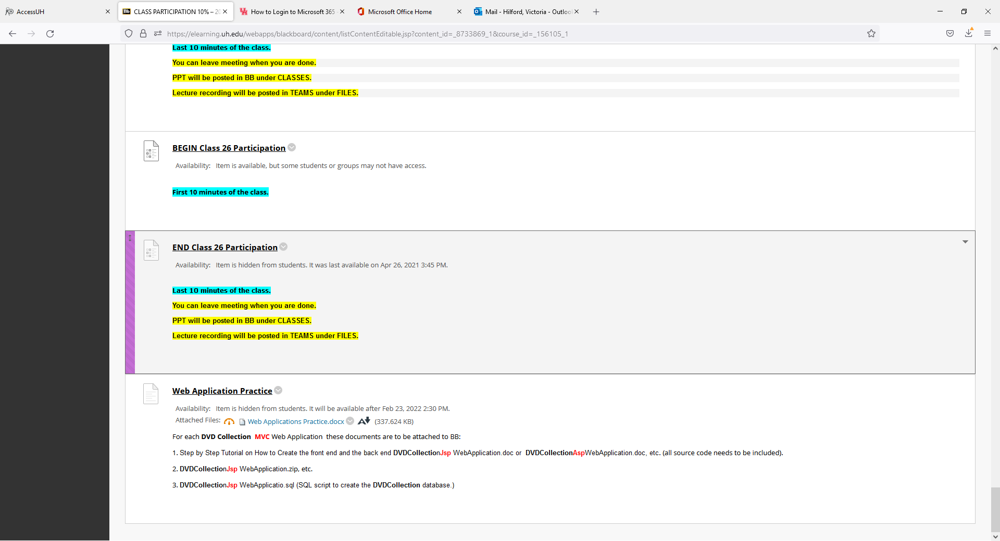 AccessUH
CLASS PARTICIPATION 10% – 20
How to Login to Microsoft 365
Microsoft Office Home
Mail - Hilford, Victoria - Outlook
https://elearning.uh.edu/webapps/blackboard/content/listContentEditable.jsp?content_id=_8733869_1&course_id=_156105_1
Last 10 minutes of the class.
You can leave meeting when you are done.
PPT will be posted in BB under CLASSES.
Lecture recording will be posted in TEAMS under FILES.
BEGIN Class 26 Participation
Availability: Item is available, but some students or groups may not have access.
First 10 minutes of the class.
END Class 26 Participation
Availability: Item is hidden from students. It was last available on Apr 26, 2021 3:45 PM.
Last 10 minutes of the class.
You can leave meeting when you are done.
PPT will be posted in BB under CLASSES.
Lecture recording will be posted in TEAMS under FILES.
Web Application Practice
Availability: Item is hidden from students. It will be available after Feb 23, 2022 2:30 PM.
Attached Files: Web Applications Practice.docx (337.624 KB)
For each DVD Collection MVC Web Application these documents are to be attached to BB:
1. Step by Step Tutorial on How to Create the front end and the back end DVDCollectionJsp WebApplication.doc or DVDCollectionAspWebApplication.doc, etc. (all source code needs to be included).
2. DVDCollectionJsp WebApplication.zip, etc.
3. DVDCollectionJsp WebApplicatio.sql (SQL script to create the DVDCollection database.)